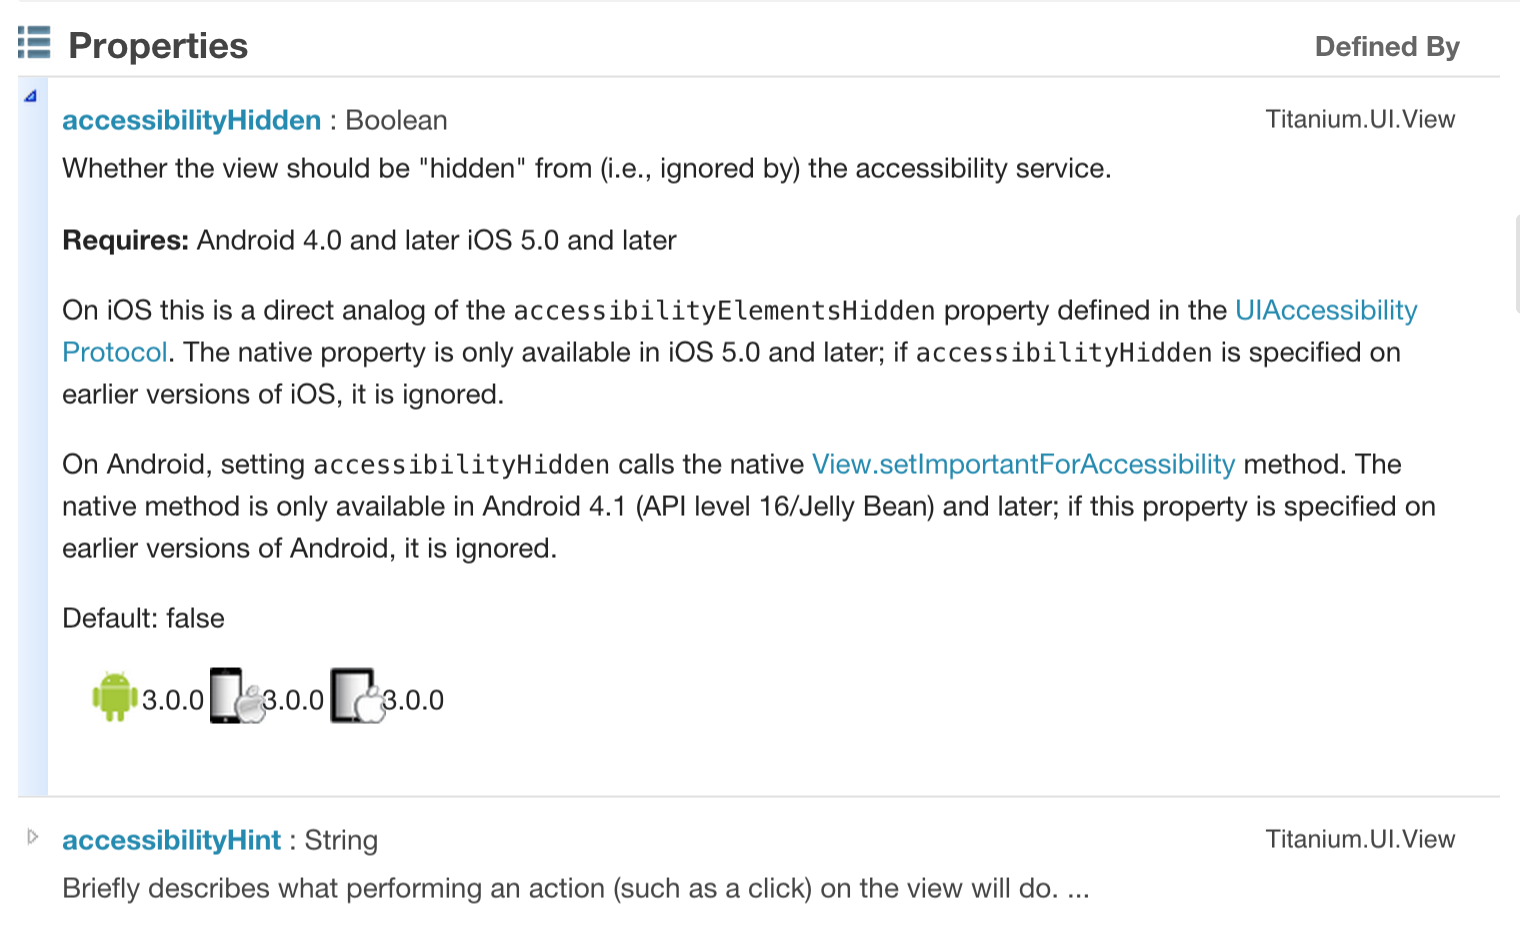 Properties
Defined By
accessibilityHidden : Boolean
Titanium.UI.View
Whether the view should be "hidden" from (i.e., ignored by) the accessibility service.
Requires: Android 4.0 and later iOS 5.0 and later
On iOS this is a direct analog of the accessibilityElementsHidden property defined in the UIAccessibility
Protocol. The native property is only available in iOS 5.0 and later; if accessibilityHidden is specified on
earlier versions of iOS, it is ignored.
On Android, setting accessibilityHidden calls the native View.setImportantForAccessibility method. The
native method is only available in Android 4.1 (API level 16/Jelly Bean) and later; if this property is specified on
earlier versions of Android, it is ignored.
Default: false
3.0.0 3.0.0 3.0.0
accessibilityHint : String
Titanium.UI.View
Briefly describes what performing an action (such as a click) on the view will do. ...